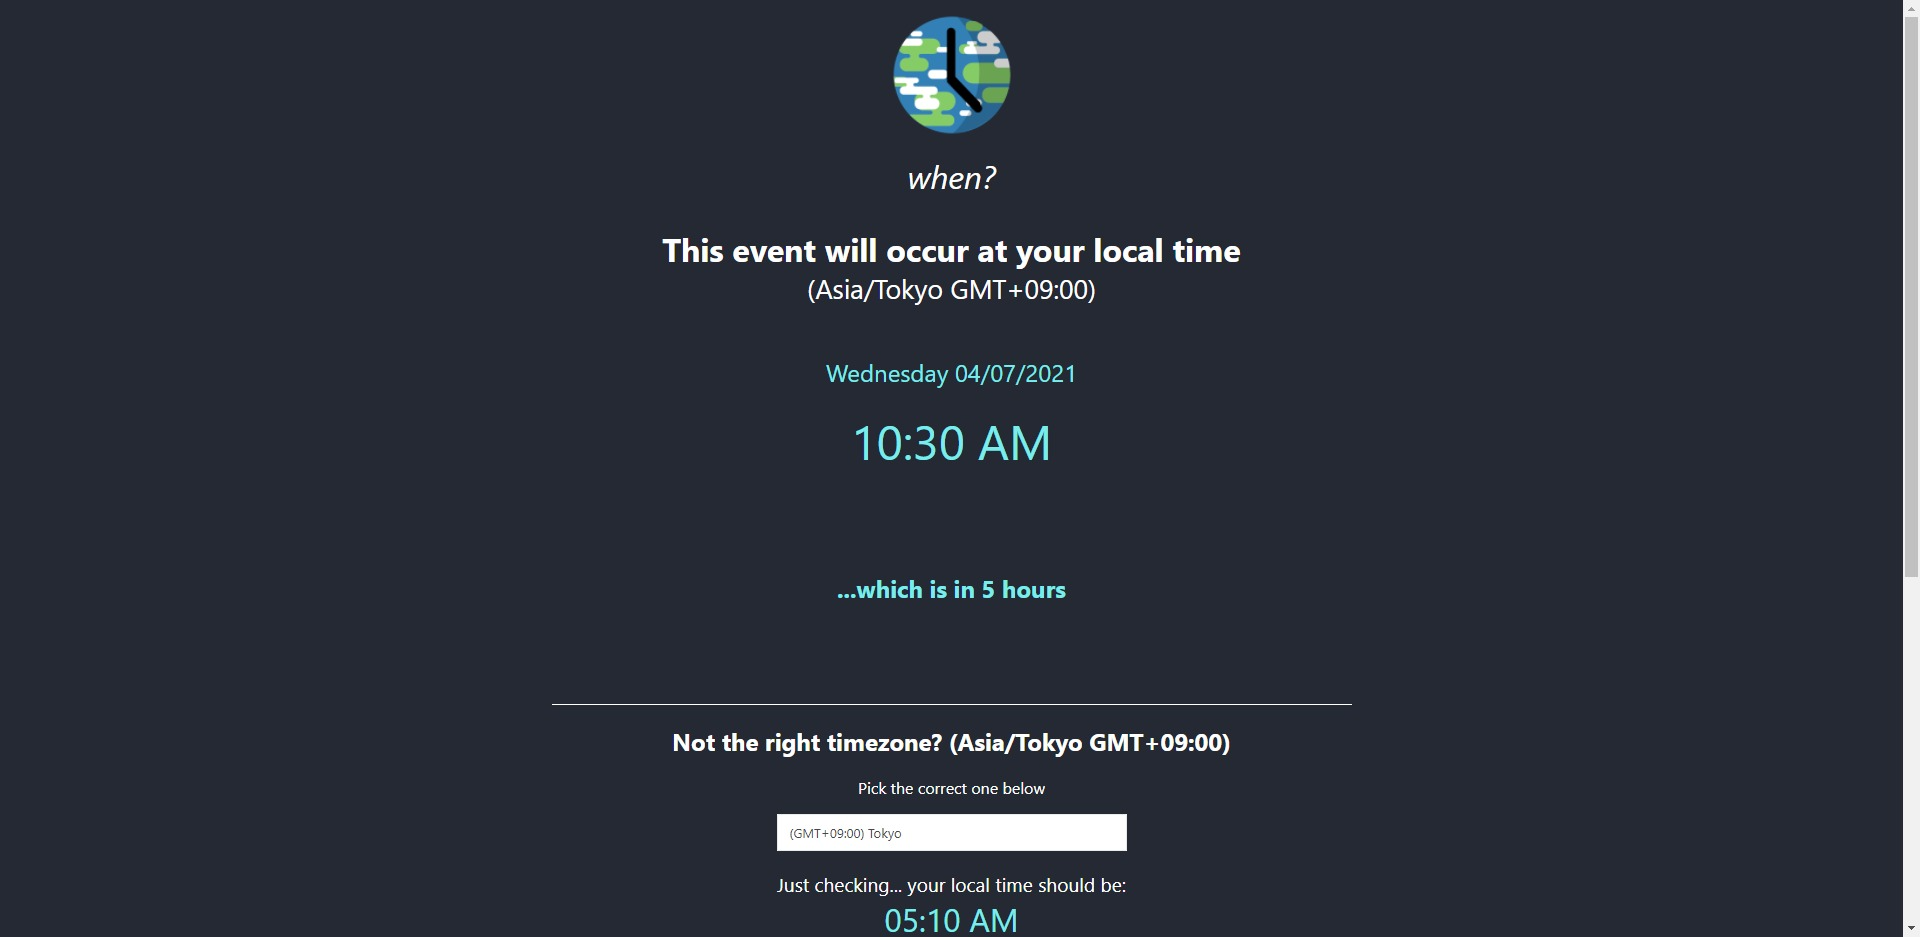 when?
This event will occur at your local time
(Asia/Tokyo GMT+09:00)
Wednesday 04/07/2021
10:30 AM
...which is in 5 hours
Not the right timezone? (Asia/Tokyo GMT+09:00)
Pick the correct one below
(GMT+09:00) Tokyo
Just checking... your local time should be:
05:10 AM